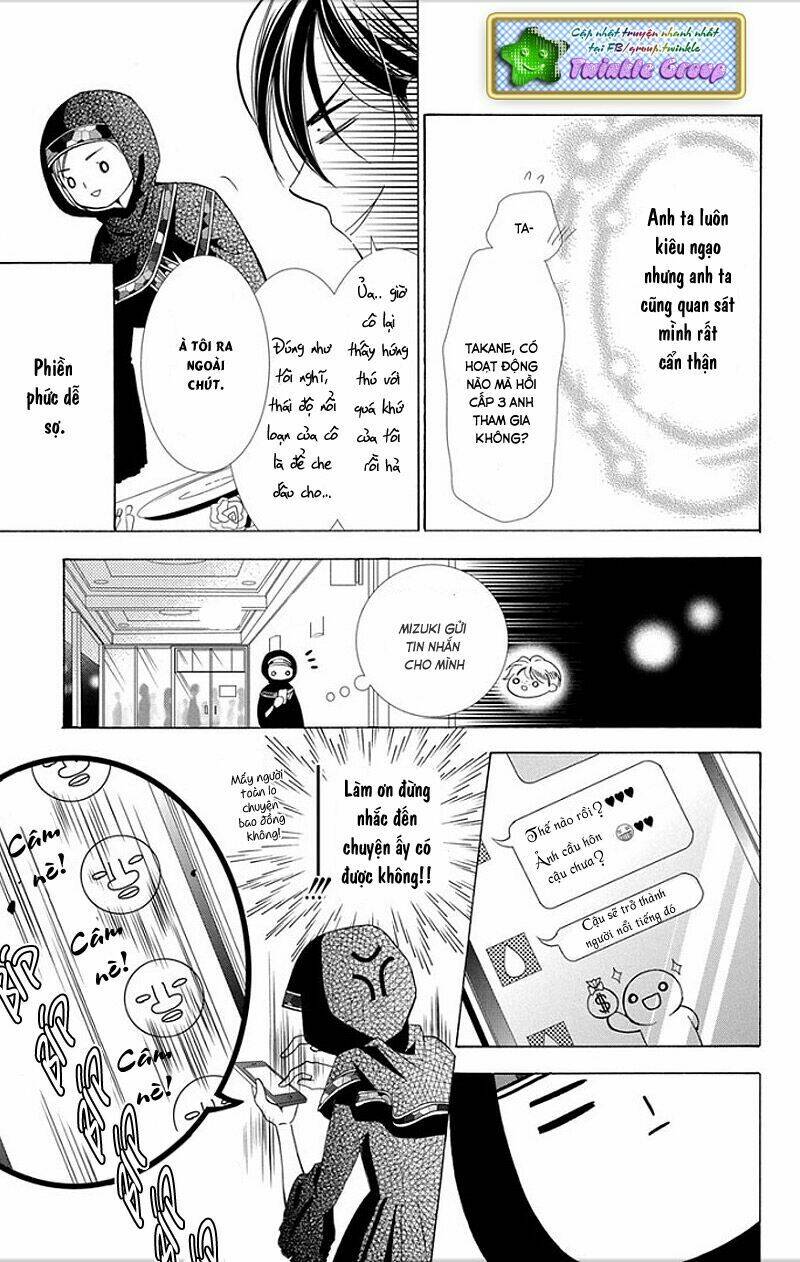 Cập nhật truyện nhanh nhất
tại FB/group.twinkle
Twinkle Group
Anh ta luôn
kiêu ngạo
nhưng anh ta
cũng quan sát
mình rất
cẩn thận
TA-
TAKANE, CÓ
HOẠT ĐỘNG
NÀO MÀ HỒI
CẤP 3 ANH
THAM GIA
KHÔNG?
Ủa.. giờ
cô lại
thấy hứng
thú với
quá khứ
của tôi
rồi hả
Đúng như
tôi nghĩ,
thái độ nổi
loạn của cô
là để che
dấu cho...
À TÔI RA
NGOÀI
CHÚT.
Phiền
phức dễ
sợ.
MIZUKI GỬI
TIN NHẮN
CHO MÌNH
Thế nào rồi? ♥♥♥
Ảnh cầu hôn
cậu chưa?
♥♥
Cậu sẽ trở thành
người nổi tiếng đó
$
Làm ơn đừng
nhắc đến
chuyện ấy có
được không!!
!!!
Mấy người
toàn lo
chuyện
bao đồng
không!
Câm
nè!
Câm
nè!
Câm
nè!